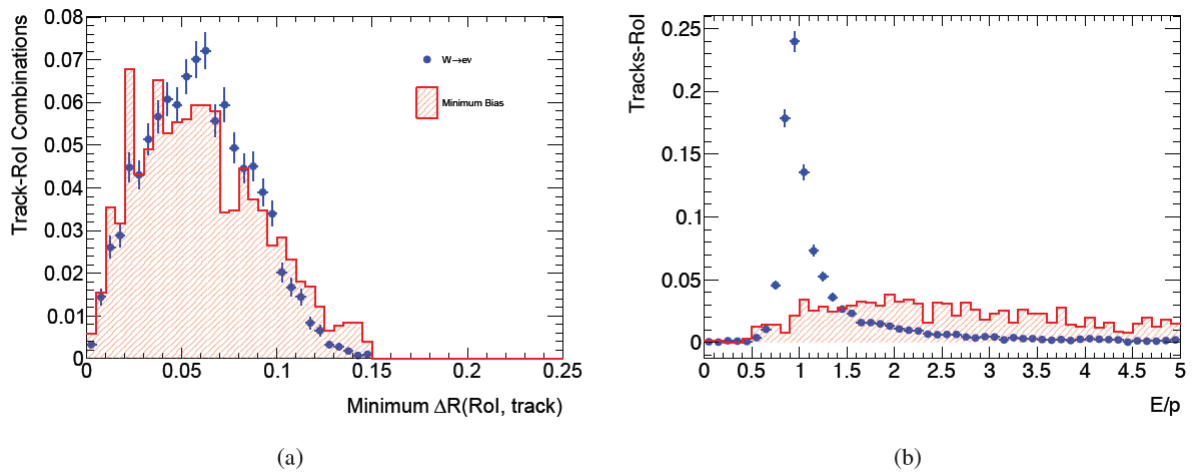 Track-RoI Combinations
0.08
0.07
0.06
0.05
0.04
0.03
0.02
0.01
0
W→eν
Minimum Bias
0 0.05 0.1 0.15 0.2 0.25
Minimum ΔR(RoI, track)
(a)
Tracks-RoI
0.25
0.2
0.15
0.1
0.05
0
0 0.5 1 1.5 2 2.5 3 3.5 4 4.5 5
E/p
(b)